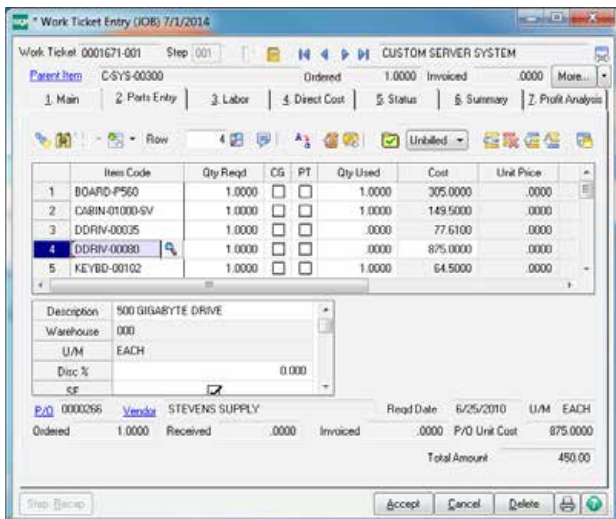 * Work Ticket Entry (JOB) 7/1/2014
Work Ticket 0001671-001 Step 001 CUSTOM SERVER SYSTEM
Parent Item C-SYS-00300 Ordered 1.0000 Invoiced .0000 More...
1. Main 2. Parts Entry 3. Labor 4. Direct Cost 5. Status 6. Summary 7. Profit Analysis
Row 4 Unbilled
Item Code Qty Reqd CG PT Qty Used Cost Unit Price
1 BOARD-P560 1.0000 1.0000 305.0000 .0000
2 CABIN-01000-SV 1.0000 1.0000 149.5000 .0000
3 DDRIV-00035 1.0000 .0000 77.6100 .0000
4 DDRIV-00080 1.0000 .0000 875.0000 .0000
5 KEYBD-00102 1.0000 1.0000 64.5000 .0000
Description 500 GIGABYTE DRIVE
Warehouse 000
U/M EACH
Disc % 0.000
SF
P/O 0000266 Vendor STEVENS SUPPLY Reqd Date 6/25/2010 U/M EACH
Ordered 1.0000 Received .0000 Invoiced .0000 P/O Unit Cost 875.0000
Total Amount 450.00
Step Recap Accept Cancel Delete